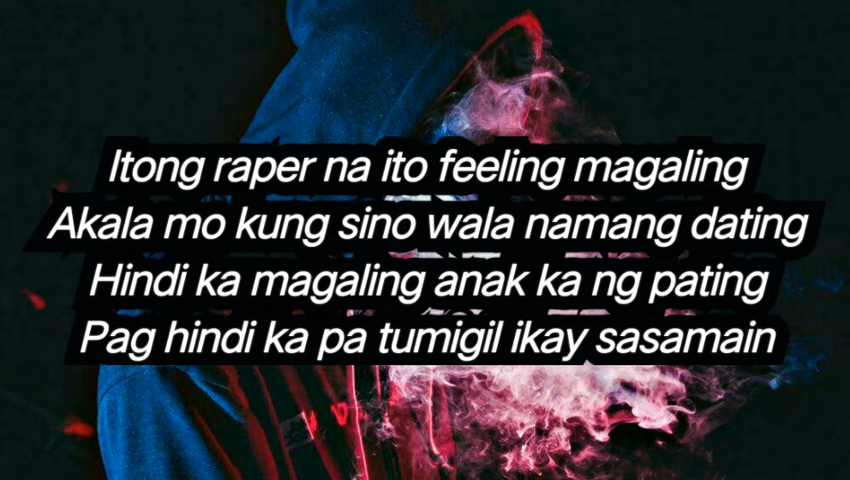 Itong raper na ito feeling magaling
Akala mo kung sino wala namang dating
Hindi ka magaling anak ka ng pating
Pag hindi ka pa tumigil ikay sasamain